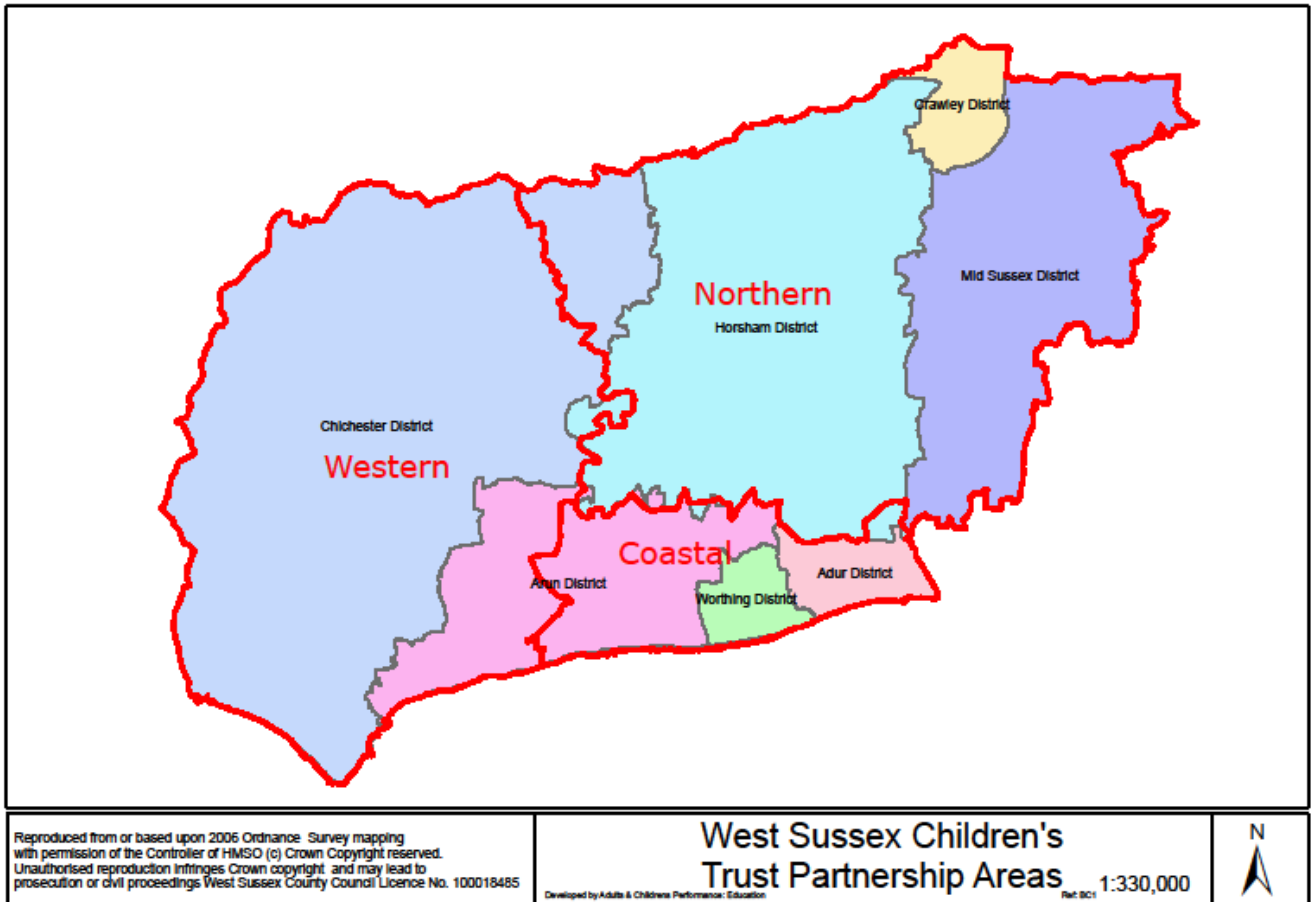 Crawley District
Mid Sussex District
Northern
Horsham District
Chichester District
Western
Coastal
Arun District
Adur District
Worthing District
Reproduced from or based upon 2006 Ordnance Survey mapping
with permission of the Controller of HMSO (c) Crown Copyright reserved.
Unauthorised reproduction infringes Crown copyright and may lead to
prosecution or civil proceedings West Sussex County Council Licence No. 100018485
West Sussex Children's
Trust Partnership Areas
1:330,000
Developed by Adults & Childrens Performance: Education
Ref: BC1
N